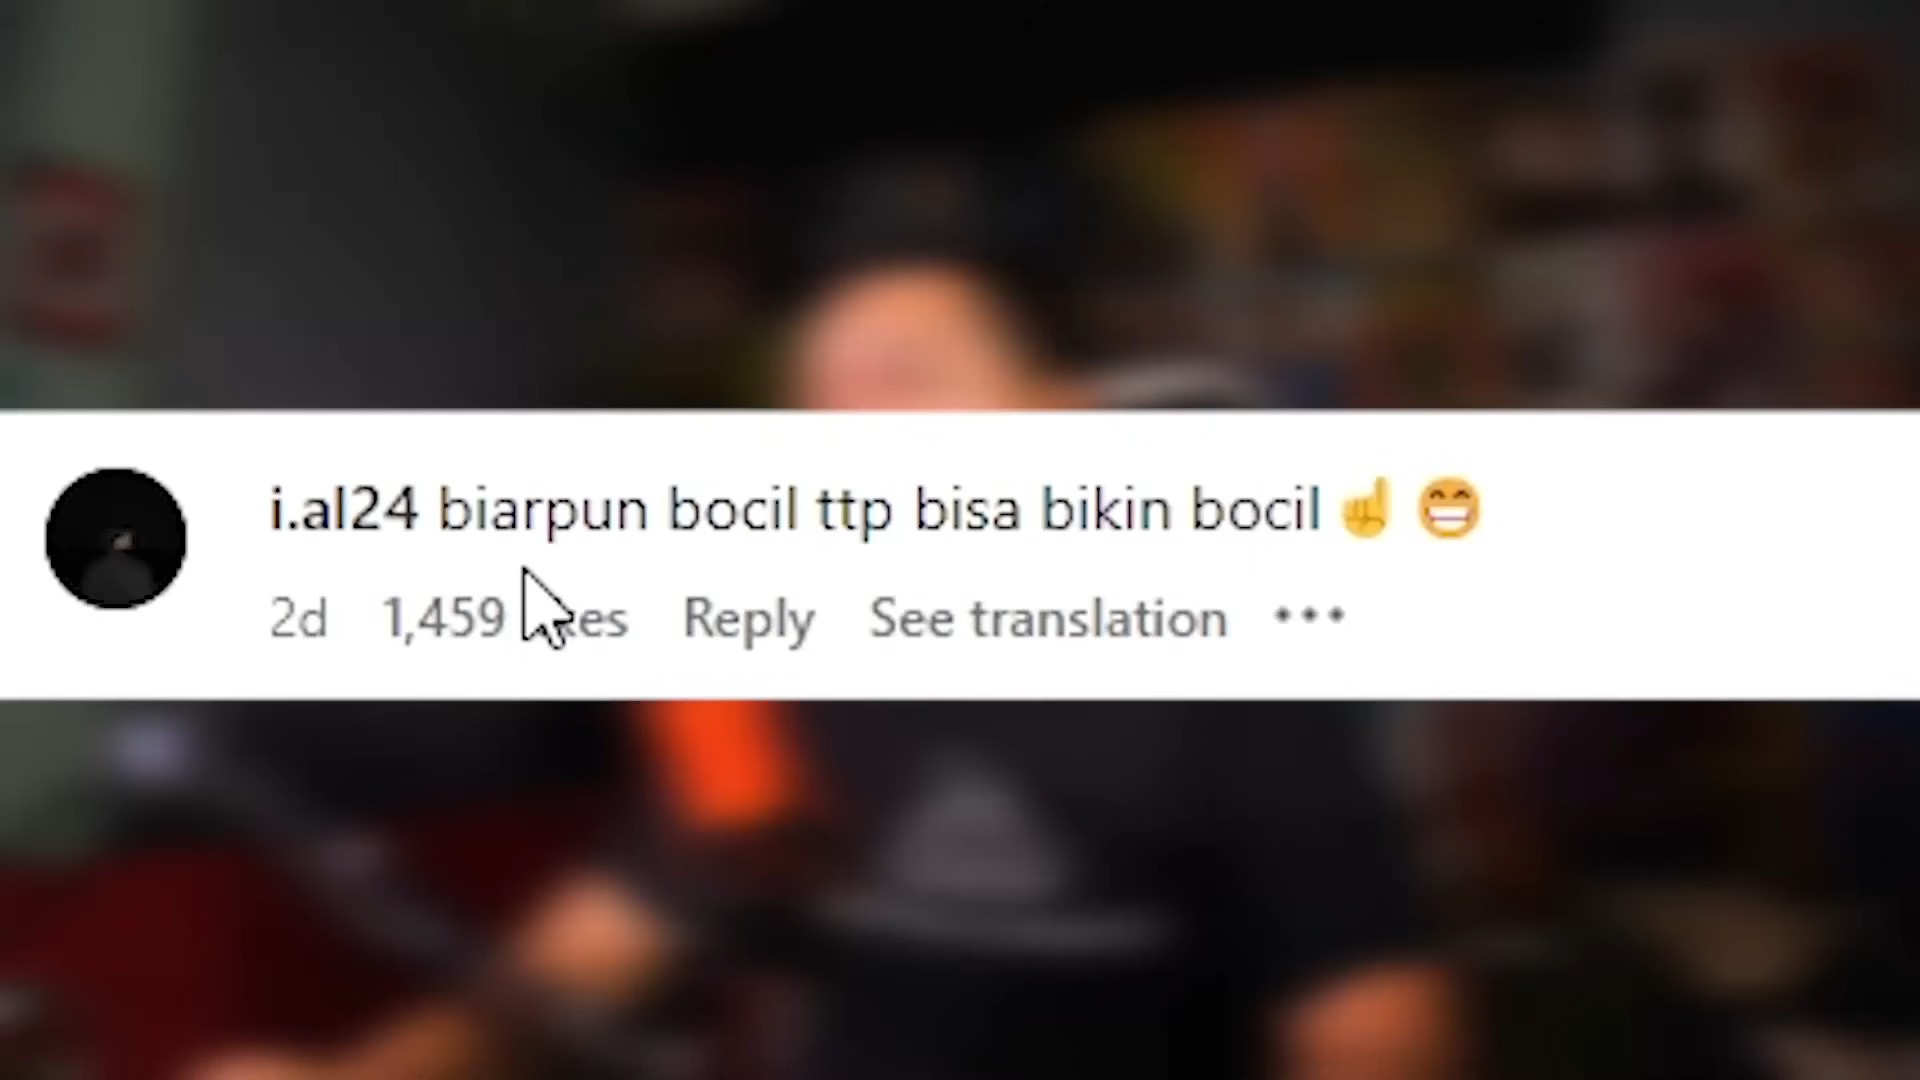 i.al24 biarpun bocil ttp bisa bikin bocil ☝️ 😁
2d 1,459 Reply See translation •••